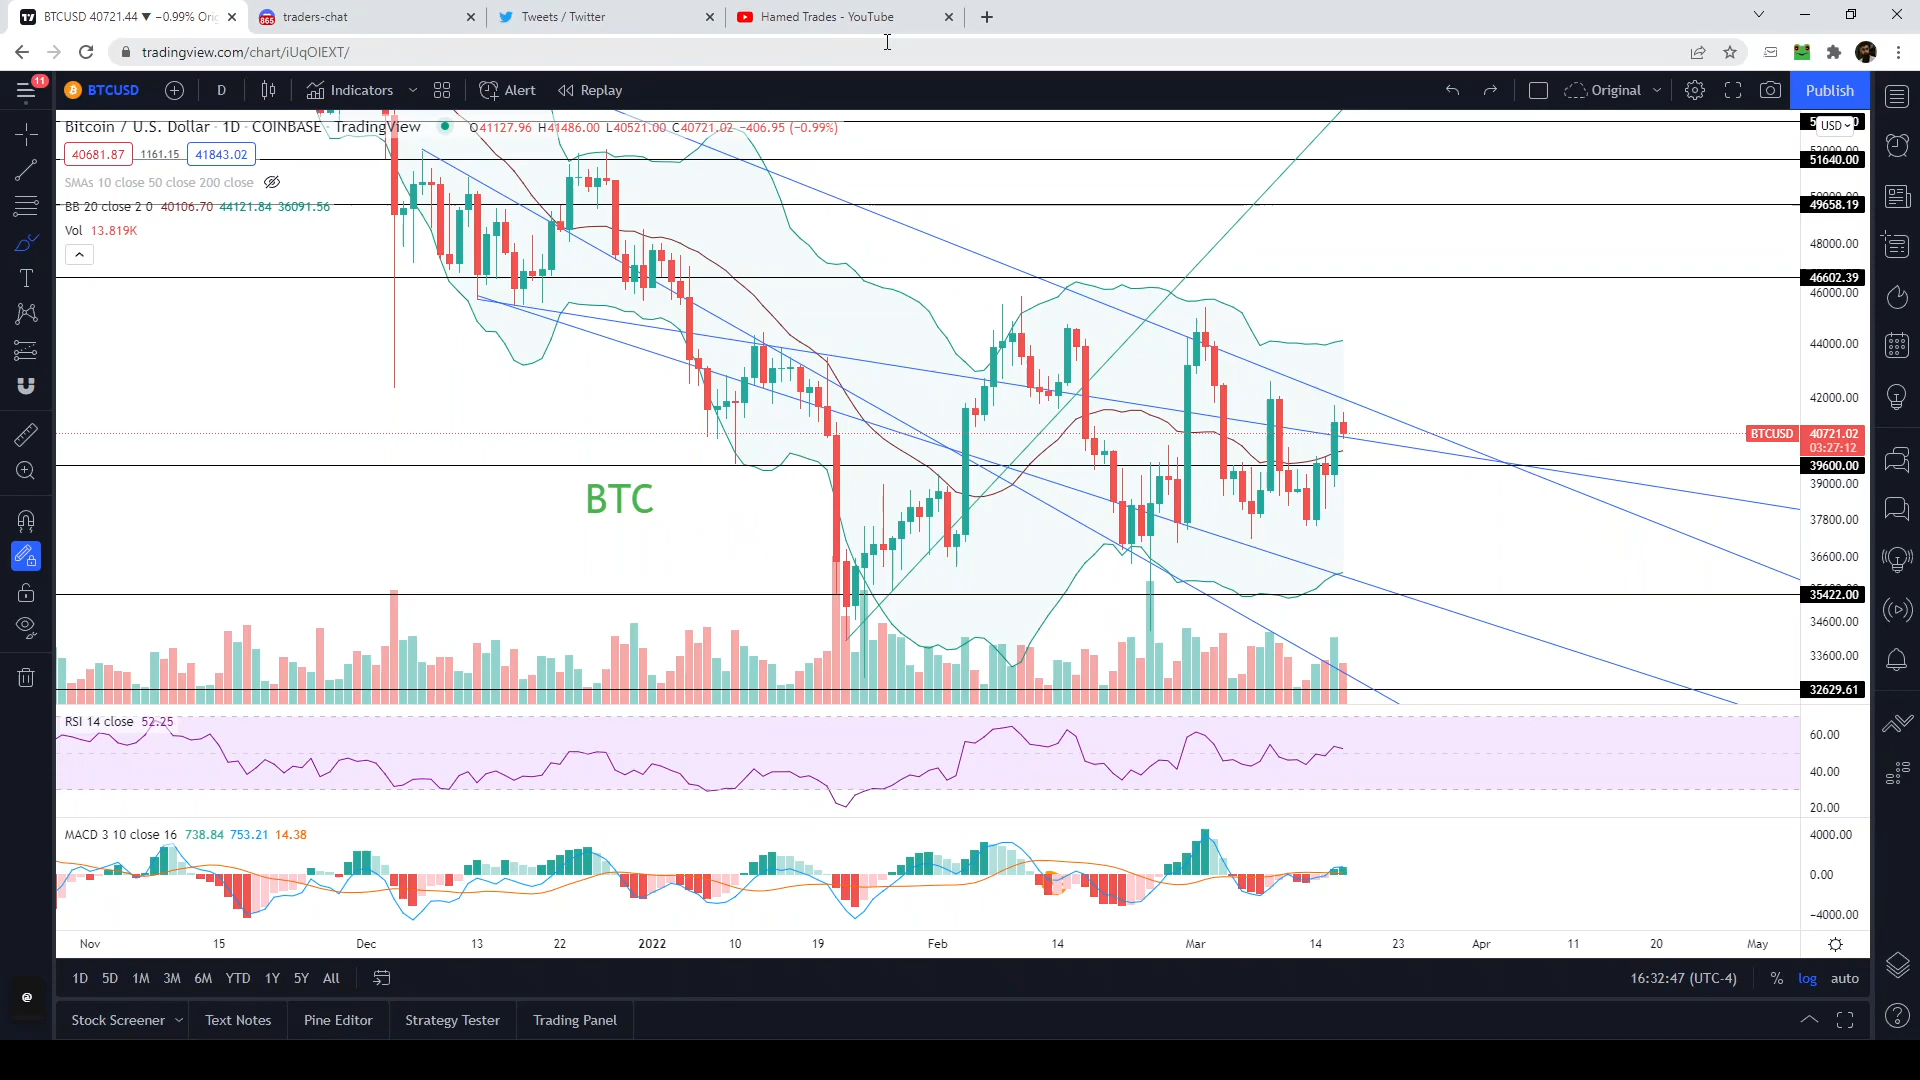 BTCUSD 40721.44 ▼ −0.99% Ori
traders-chat
Tweets / Twitter
Hamed Trades - YouTube
tradingview.com/chart/iUqOIEXT/
11
BTCUSD
D
Indicators
Alert
Replay
Original
Publish
Bitcoin / U.S. Dollar · 1D · COINBASE · TradingView
O41127.96 H41486.00 L40521.00 C40721.02 −406.95 (−0.99%)
USD
40681.87 1161.15 41843.02
SMAs 10 close 50 close 200 close
BB 20 close 2 0 40106.70 44121.84 36091.56
Vol 13.819K
52000.00
51640.00
50000.00
49658.19
48000.00
46602.39
46000.00
44000.00
42000.00
BTCUSD 40721.02
03:27:12
39600.00
39000.00
37800.00
36600.00
35422.00
34600.00
33600.00
32629.61
BTC
RSI 14 close 52.25
60.00
40.00
20.00
MACD 3 10 close 16 738.84 753.21 14.38
4000.00
0.00
−4000.00
Nov 15 Dec 13 22 2022 10 19 Feb 14 Mar 14 23 Apr 11 20 May
1D 5D 1M 3M 6M YTD 1Y 5Y All
16:32:47 (UTC-4) % log auto
Stock Screener Text Notes Pine Editor Strategy Tester Trading Panel